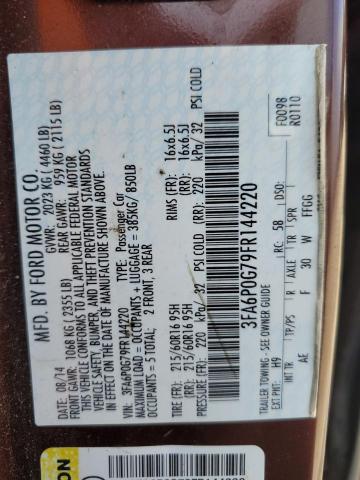 MFD. BY FORD MOTOR CO.
DATE: 08/14 GVWR: 2023 KG ( 4460 LB)
FRONT GAWR: 1068 KG ( 2355 LB) REAR GAWR: 959 KG ( 2115 LB)
THIS VEHICLE CONFORMS TO ALL APPLICABLE FEDERAL MOTOR
VEHICLE SAFETY, BUMPER, AND THEFT PREVENTION STANDARDS
IN EFFECT ON THE DATE OF MANUFACTURE SHOWN ABOVE.
VIN: 3FA6P0G79FR144220 TYPE: Passenger Car
MAXIMUM LOAD = OCCUPANTS + LUGGAGE = 385KG/ 850LB
OCCUPANTS = 5 TOTAL: 2 FRONT, 3 REAR
TIRE (FR): 215/60R16 95H RIMS (FR): 16x6.5J
(RR): 215/60R16 95H (RR): 16x6.5J
PRESSURE (FR): 220 kPa/ 32 PSI COLD
(RR): 220 kPa/ 32 PSI COLD
3FA6P0G79FR144220
TRAILER TOWING - SEE OWNER GUIDE
F0098
R0110
EXT PNT: H9 RC: 58 DSO:
INT TR TP/PS R AXLE TR SPR
AE F 30 W FFGG